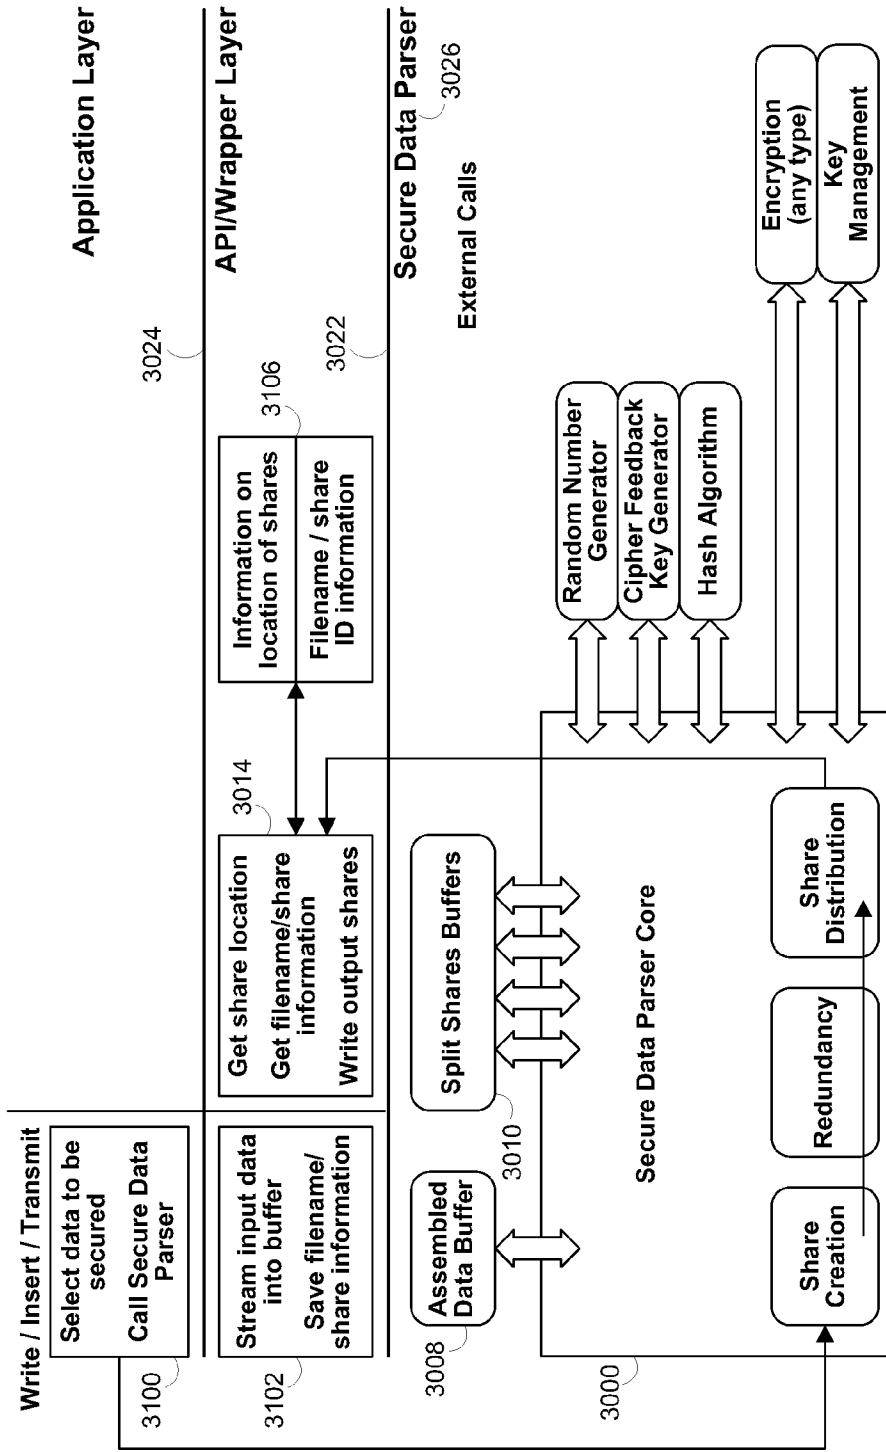 Write / Insert / Transmit
Application Layer
Select data to be
secured
Call Secure Data
Parser
3100
3024
API/Wrapper Layer
Stream input data
into buffer
Save filename/
share information
3102
Get share location
Get filename/share
information
Write output shares
3014
Information on
location of shares
Filename / share
ID information
3106
3022
Secure Data Parser
3026
External Calls
Assembled
Data Buffer
3008
Split Shares Buffers
3010
Random Number
Generator
Cipher Feedback
Key Generator
Hash Algorithm
Encryption
(any type)
Key
Management
Secure Data Parser Core
3000
Share
Creation
Redundancy
Share
Distribution